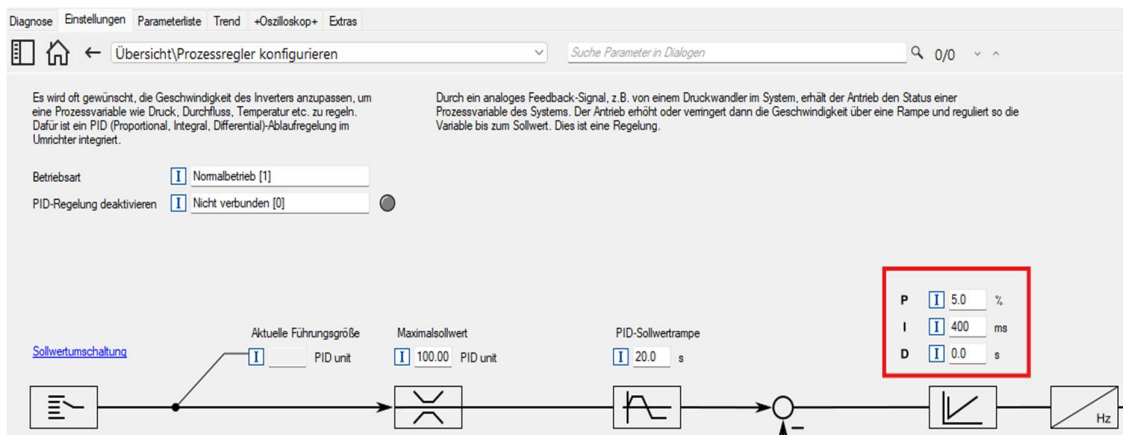 Diagnose Einstellungen Parameterliste Trend +Oszilloskop+ Extras
Übersicht\Prozessregler konfigurieren
Suche Parameter in Dialogen
0/0
Es wird oft gewünscht, die Geschwindigkeit des Inverters anzupassen, um
eine Prozessvariable wie Druck, Durchfluss, Temperatur etc. zu regeln.
Dafür ist ein PID (Proportional, Integral, Differential)-Ablaufregelung im
Umrichter integriert.
Durch ein analoges Feedback-Signal, z.B. von einem Druckwandler im System, erhält der Antrieb den Status einer
Prozessvariable des Systems. Der Antrieb erhöht oder verringert dann die Geschwindigkeit über eine Rampe und reguliert so die
Variable bis zum Sollwert. Dies ist eine Regelung.
Betriebsart I Normalbetrieb [1]
PID-Regelung deaktivieren I Nicht verbunden [0]
P I 5.0 %
I I 400 ms
D I 0.0 s
Aktuelle Führungsgröße Maximalsollwert PID-Sollwertrampe
Sollwertumschaltung I PID unit I 100.00 PID unit I 20.0 s
Hz